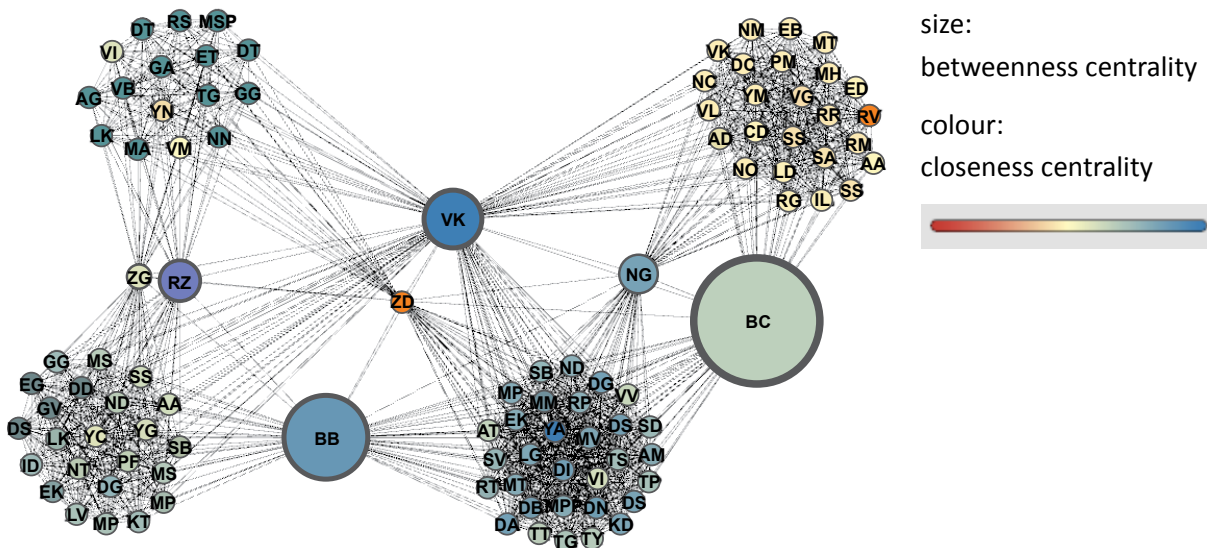 size:
betweenness centrality
colour:
closeness centrality
DT
RS
MSP
VI
ET
DT
GA
AG
VB
YN
TG
GG
LK
MA
VM
NN
NM
EB
MT
VK
DC
PM
NC
MH
ED
YM
VG
VL
RR
RV
AD
CD
SS
RM
NO
LD
SA
AA
RG
IL
SS
VK
ZG
RZ
ZD
NG
BC
BB
GG
MS
SS
EG
DD
ND
AA
GV
DS
LK
YC
YG
SB
ID
NT
PF
MS
EK
DG
MP
LV
MP
KT
SB
ND
MP
MM
RP
DG
VV
EK
DS
SD
AT
YA
MV
SV
LG
TS
AM
DI
VI
RT
MT
TP
DB
MPP
DN
DS
DA
TT
TG
TY
KD